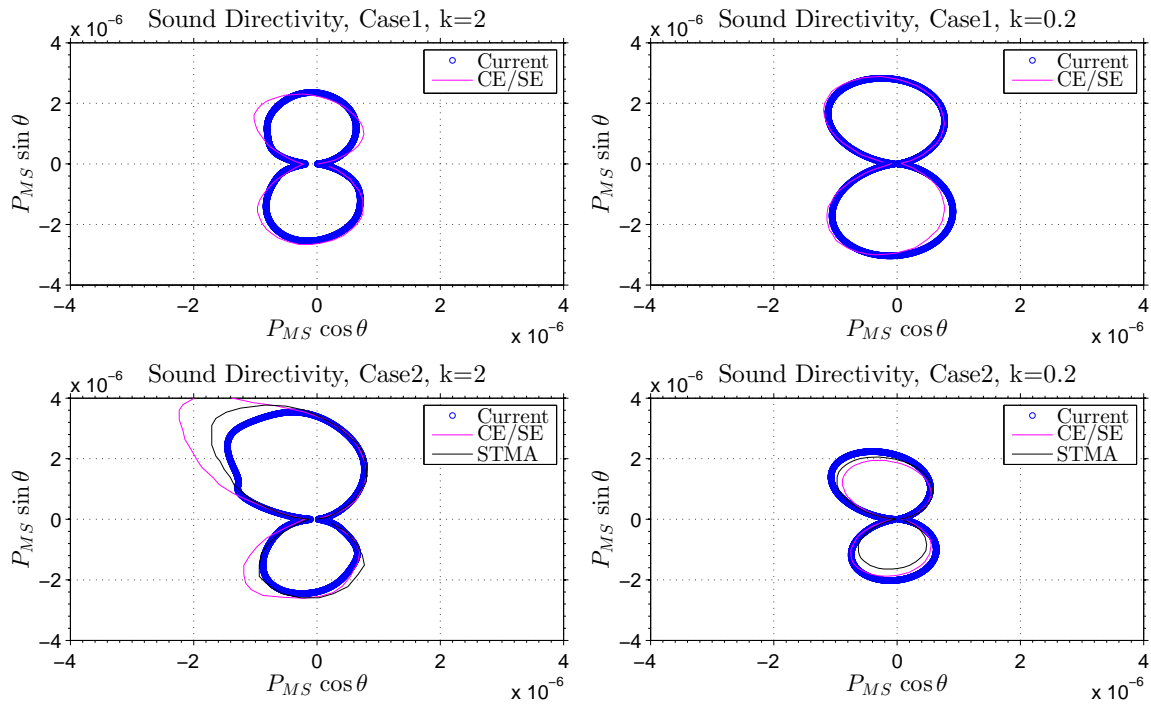 Sound Directivity, Case1, k=2
x 10⁻⁶
4
2
0
−2
−4
P_MS sin θ
Current
CE/SE
−4 −2 0 2 4
x 10⁻⁶
P_MS cos θ
Sound Directivity, Case1, k=0.2
x 10⁻⁶
4
2
0
−2
−4
P_MS sin θ
Current
CE/SE
−4 −2 0 2 4
x 10⁻⁶
P_MS cos θ
Sound Directivity, Case2, k=2
x 10⁻⁶
4
2
0
−2
−4
P_MS sin θ
Current
CE/SE
STMA
−4 −2 0 2 4
x 10⁻⁶
P_MS cos θ
Sound Directivity, Case2, k=0.2
x 10⁻⁶
4
2
0
−2
−4
P_MS sin θ
Current
CE/SE
STMA
−4 −2 0 2 4
x 10⁻⁶
P_MS cos θ